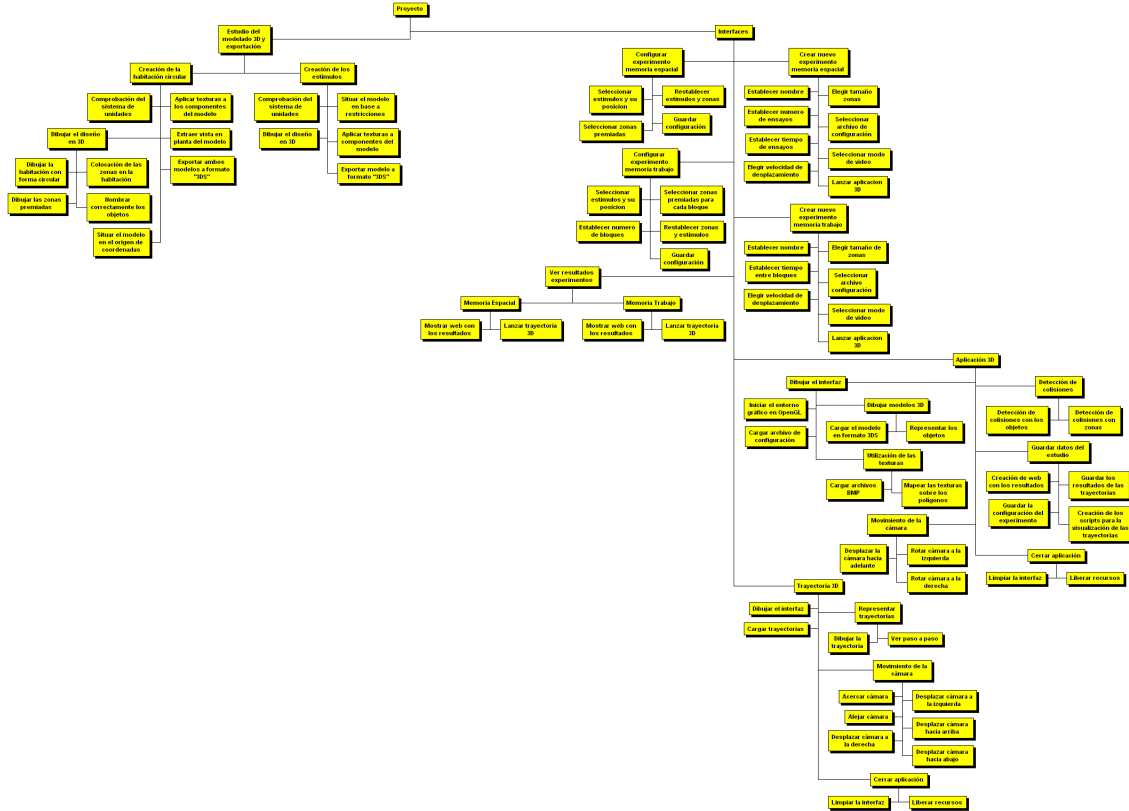 Proyecto
Estudio del
modelado 3D y
exportación
Interfaces
Creación de la
habitación circular
Creación de los
estímulos
Comprobación del
sistema de
unidades
Aplicar texturas a
los componentes
del modelo
Dibujar el diseño
en 3D
Extraer vista en
planta del modelo
Dibujar la
habitación con
forma circular
Colocación de las
zonas en la
habitación
Exportar ambos
modelos a formato
"3DS"
Dibujar las zonas
premiadas
Nombrar
correctamente los
objetos
Situar el modelo
en el origen de
coordenadas
Comprobación del
sistema de
unidades
Situar el modelo
en base a
restricciones
Dibujar el diseño
en 3D
Aplicar texturas a
componentes del
modelo
Exportar modelo a
formato "3DS"
Configurar
experimento
memoria espacial
Crear nuevo
experimento
memoria espacial
Seleccionar
estímulos y su
posicion
Restablecer
estímulos y zonas
Seleccionar zonas
premiadas
Guardar
configuración
Establecer nombre
Elegir tamaño
zonas
Establecer numero
de ensayos
Seleccionar
archivo de
configuración
Establecer tiempo
de ensayos
Seleccionar modo
de video
Elegir velocidad de
desplazamiento
Lanzar aplicacion
3D
Configurar
experimento
memoria trabajo
Crear nuevo
experimento
memoria trabajo
Seleccionar
estímulos y su
posicion
Seleccionar zonas
premiadas para
cada bloque
Establecer numero
de bloques
Restablecer zonas
y estímulos
Guardar
configuración
Establecer nombre
Elegir tamaño de
zonas
Establecer tiempo
entre bloques
Seleccionar
archivo
configuración
Elegir velocidad de
desplazamiento
Seleccionar modo
de video
Lanzar aplicacion
3D
Ver resultados
experimentos
Memoria Espacial
Memoria Trabajo
Mostrar web con
los resultados
Lanzar trayectoria
3D
Mostrar web con
los resultados
Lanzar trayectoria
3D
Aplicación 3D
Dibujar el interfaz
Detección de
colisiones
Iniciar el entorno
gráfico en OpenGL
Dibujar modelos 3D
Cargar archivo de
configuración
Cargar el modelo
en formato 3DS
Representar los
objetos
Utilización de las
texturas
Cargar archivos
BMP
Mapear las texturas
sobre los
polígonos
Detección de
colisiones con los
objetos
Detección de
colisiones con
zonas
Guardar datos del
estudio
Creación de web
con los resultados
Guardar los
resultados de las
trayectorias
Guardar la
configuración del
experimento
Creación de los
scripts para la
visualización de las
trayectorias
Movimiento de la
cámara
Desplazar la
cámara hacia
adelante
Rotar cámara a la
izquierda
Rotar cámara a la
derecha
Cerrar aplicación
Limpiar la interfaz
Liberar recursos
Trayectoria 3D
Dibujar el interfaz
Representar
trayectorias
Cargar trayectorias
Dibujar la
trayectoria
Ver paso a paso
Movimiento de la
cámara
Acercar cámara
Desplazar cámara a
la izquierda
Alejar cámara
Desplazar cámara
hacia arriba
Desplazar cámara a
la derecha
Desplazar cámara
hacia abajo
Cerrar aplicación
Limpiar la interfaz
Liberar recursos